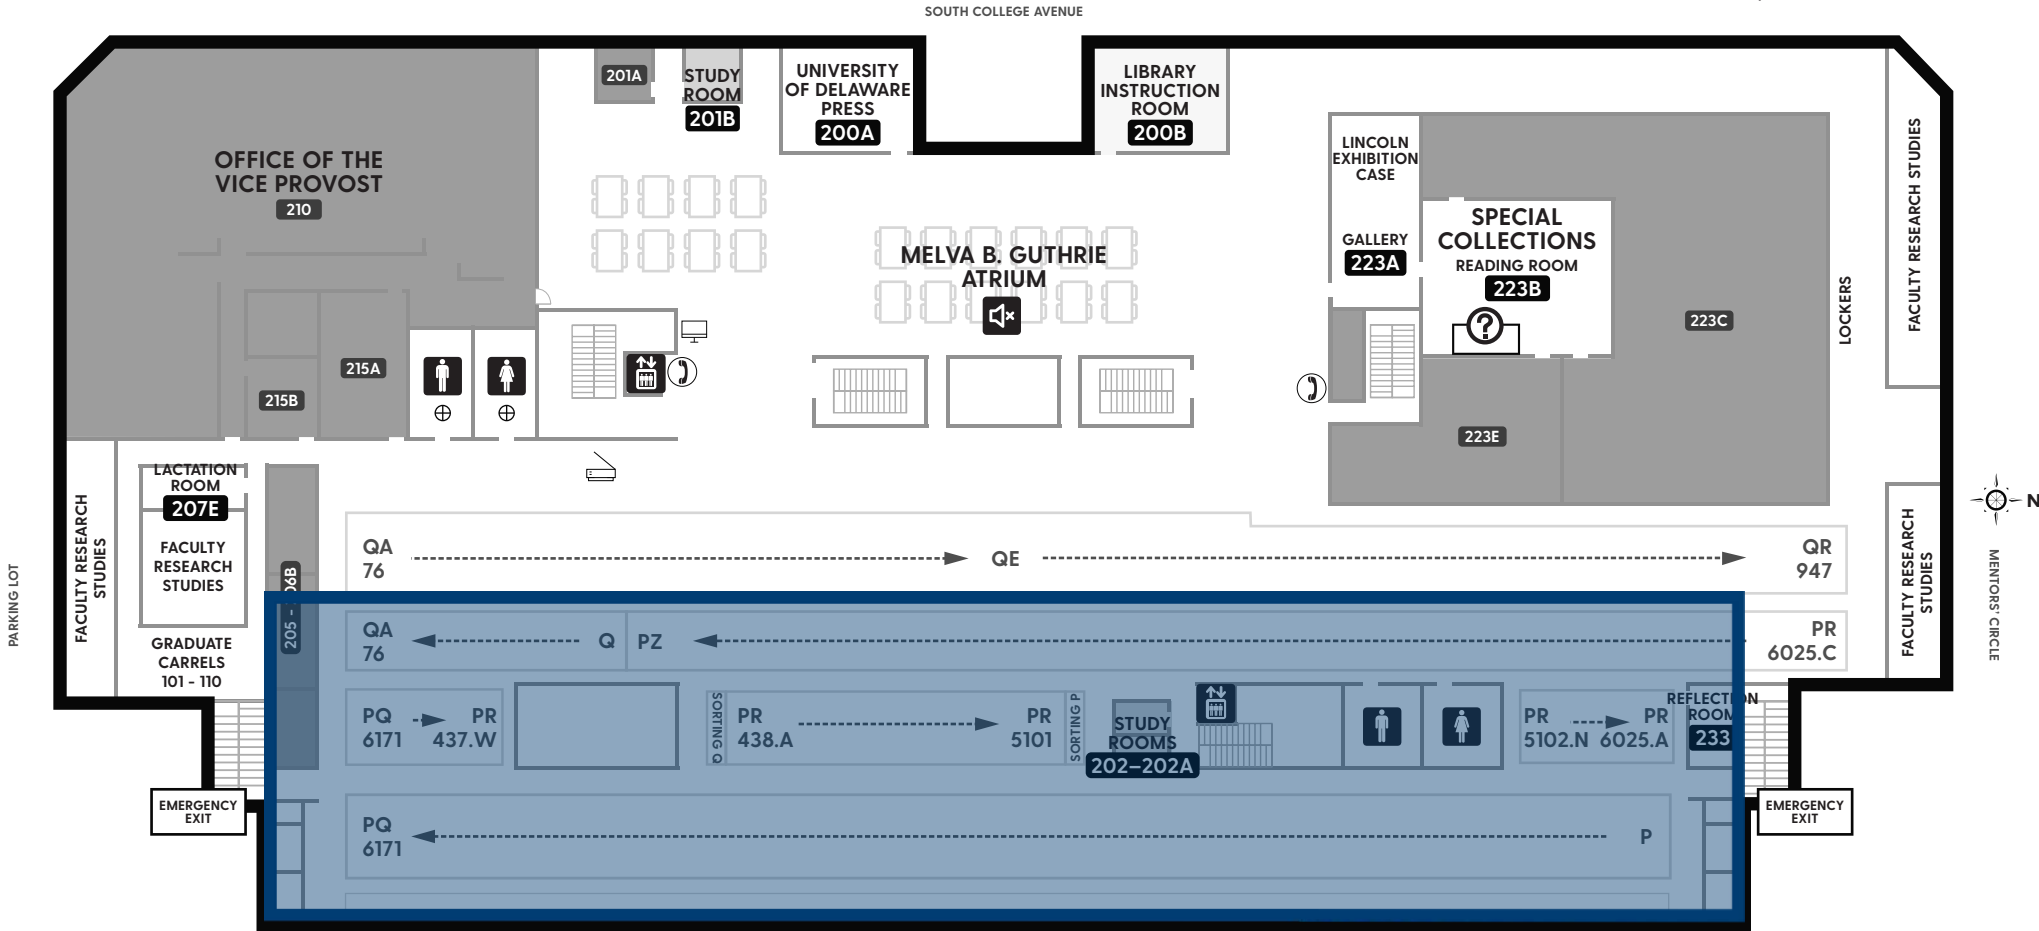 SOUTH COLLEGE AVENUE
201A
STUDY
ROOM
201B
UNIVERSITY
OF DELAWARE
PRESS
200A
LIBRARY
INSTRUCTION
ROOM
200B
OFFICE OF THE
VICE PROVOST
210
LINCOLN
EXHIBITION
CASE
GALLERY
223A
SPECIAL
COLLECTIONS
READING ROOM
223B
?
223C
LOCKERS
FACULTY RESEARCH STUDIES
MELVA B. GUTHRIE
ATRIUM
215A
215B
223E
LACTATION
ROOM
207E
FACULTY
RESEARCH
STUDIES
FACULTY RESEARCH
STUDIES
GRADUATE
CARRELS
101 - 110
PARKING LOT
N
MENTORS' CIRCLE
FACULTY RESEARCH
STUDIES
QA
76
QE
QR
947
QA
76
Q
PZ
PR
6025.C
205 -
PQ
6171
PR
437.W
SORTING Q
PR
438.A
PR
5101
SORTING P
STUDY
ROOMS
202–202A
PR
5102.N
PR
6025.A
REFLECTION
ROOM
233
EMERGENCY
EXIT
EMERGENCY
EXIT
PQ
6171
P